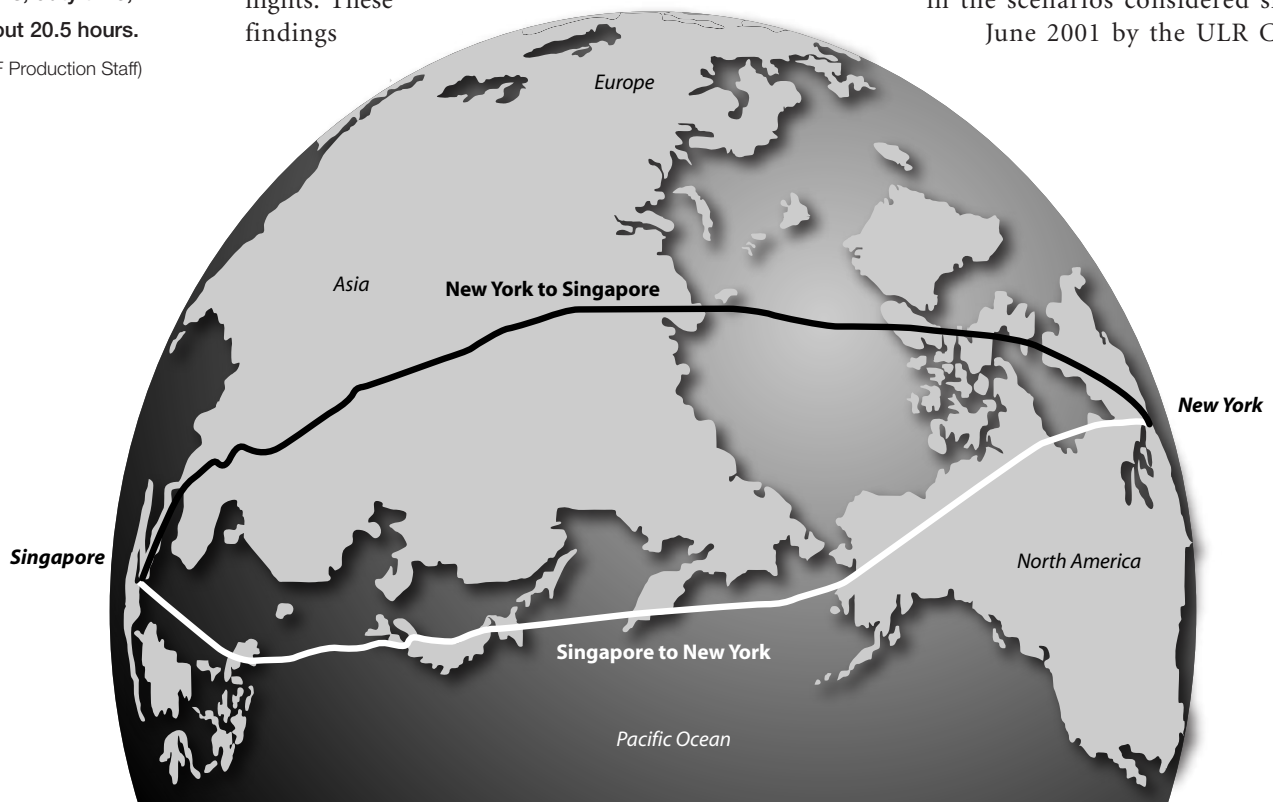 out 20.5 hours.
Production Staff)
flights. These
findings
in the scenarios considered
June 2001 by the ULR
Europe
Asia
New York to Singapore
New York
Singapore
North America
Singapore to New York
Pacific Ocean